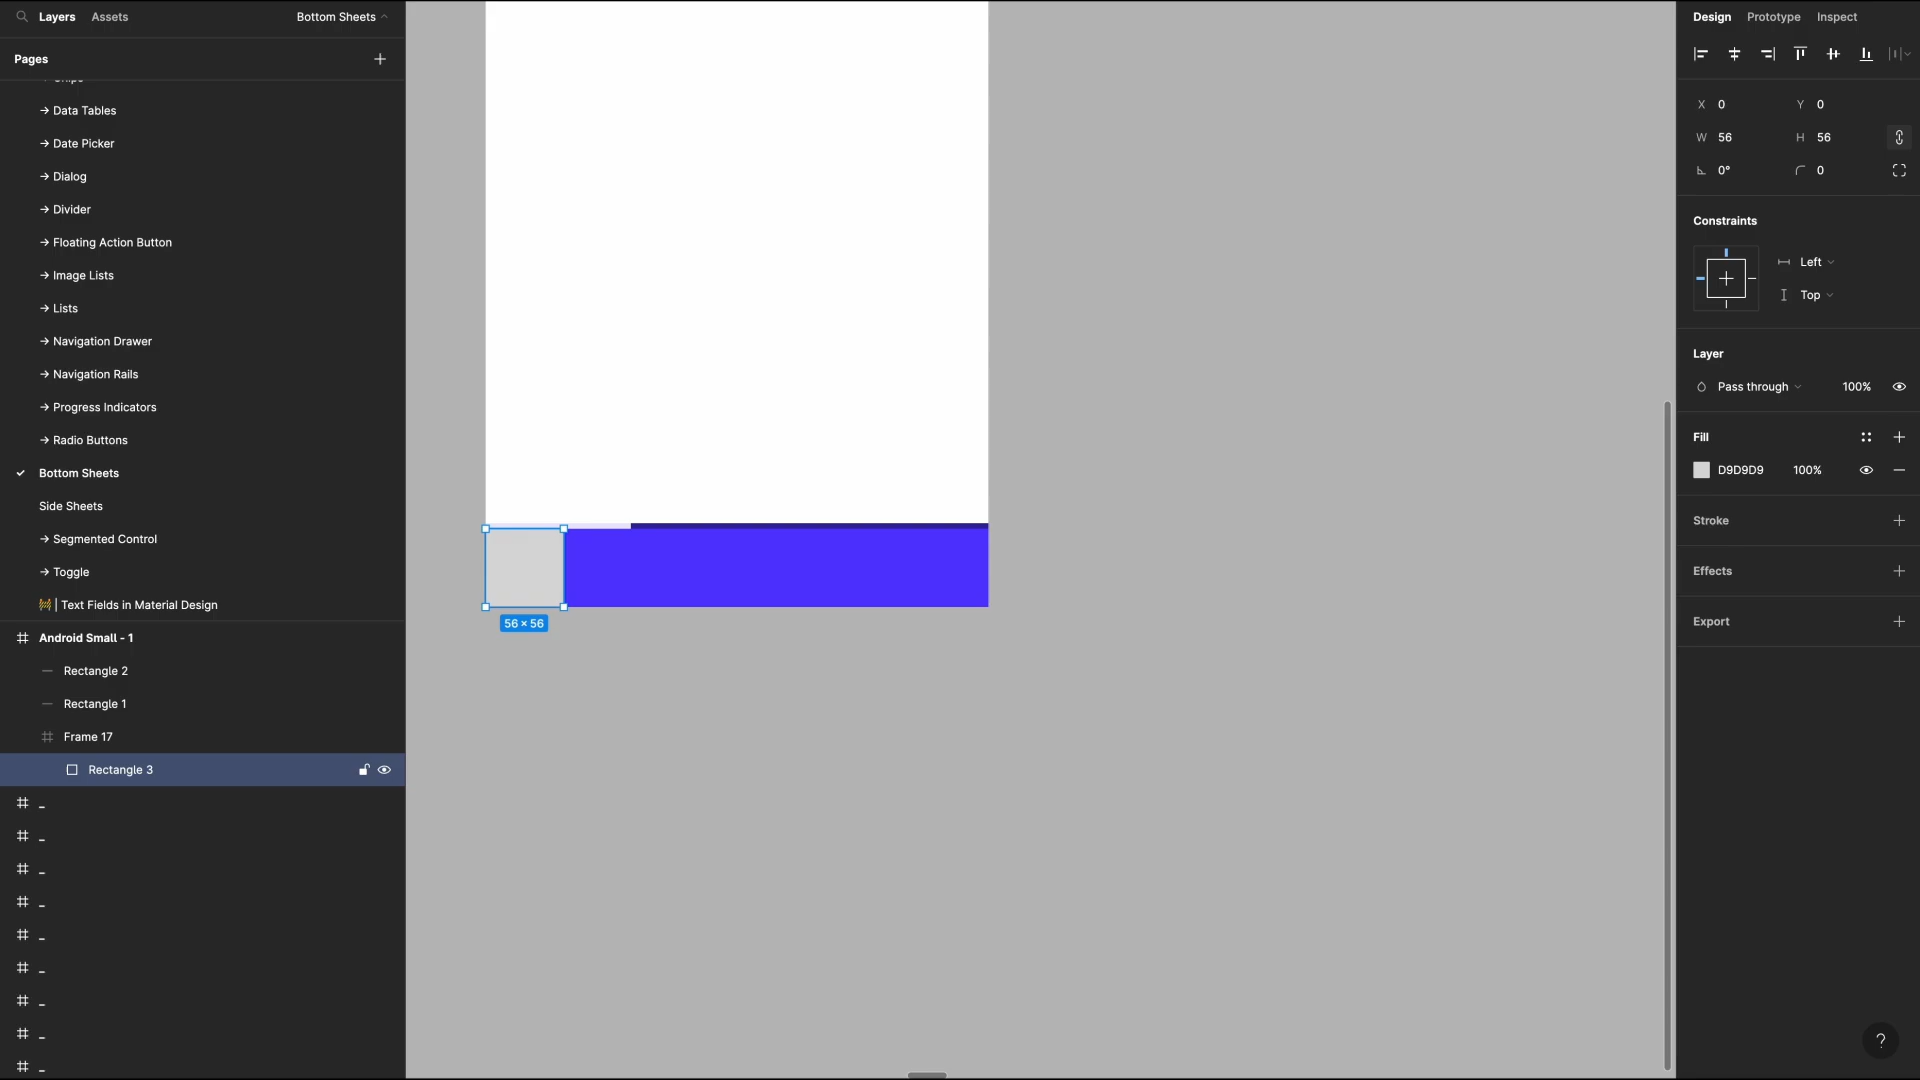 Layers Assets Bottom Sheets
Pages
Chips
→ Data Tables
→ Date Picker
→ Dialog
→ Divider
→ Floating Action Button
→ Image Lists
→ Lists
→ Navigation Drawer
→ Navigation Rails
→ Progress Indicators
→ Radio Buttons
Bottom Sheets
Side Sheets
→ Segmented Control
→ Toggle
🚧 | Text Fields in Material Design
Android Small - 1
Rectangle 2
Rectangle 1
Frame 17
Rectangle 3
_
_
_
_
_
_
_
_
_
56 × 56
Design Prototype Inspect
X 0 Y 0
W 56 H 56
0° 0
Constraints
Left
Top
Layer
Pass through 100%
Fill
D9D9D9 100%
Stroke
Effects
Export
?